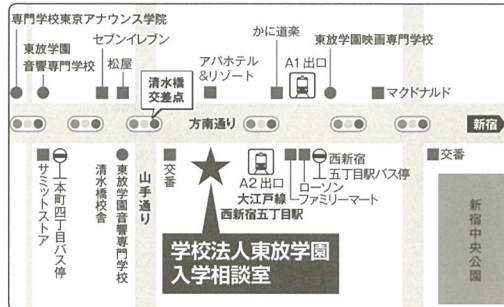 専門学校東京アナウンス学院
東放学園
音響専門学校
セブンイレブン
松屋
清水橋
交差点
アパホテル
&リゾート
かに道楽
A1出口
東放学園映画専門学校
マクドナルド
方南通り
新宿
サミットストア
本町四丁目バス停
東放学園音響専門学校
清水橋校舎
山手通り
交番
A2出口
大江戸線
西新宿五丁目駅
ローソン
ファミリーマート
西新宿
五丁目駅バス停
交番
新宿中央公園
学校法人東放学園
入学相談室